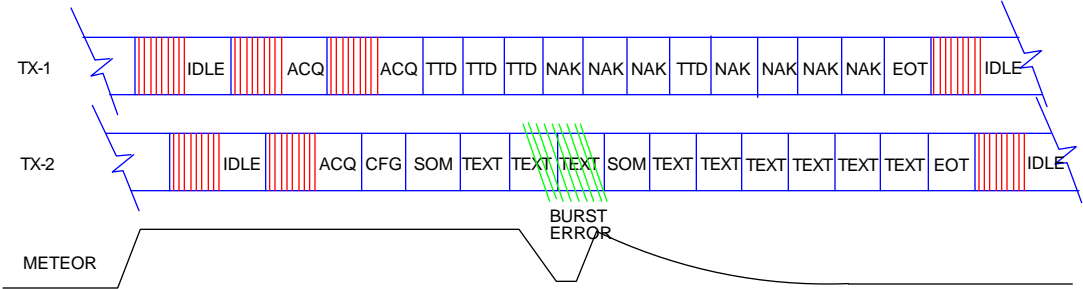 TX-1 IDLE ACQ ACQ TTD TTD TTD NAK NAK NAK TTD NAK NAK NAK NAK EOT IDLE
TX-2 IDLE ACQ CFG SOM TEXT TEXT TEXT SOM TEXT TEXT TEXT TEXT TEXT TEXT EOT IDLE
BURST
ERROR
METEOR